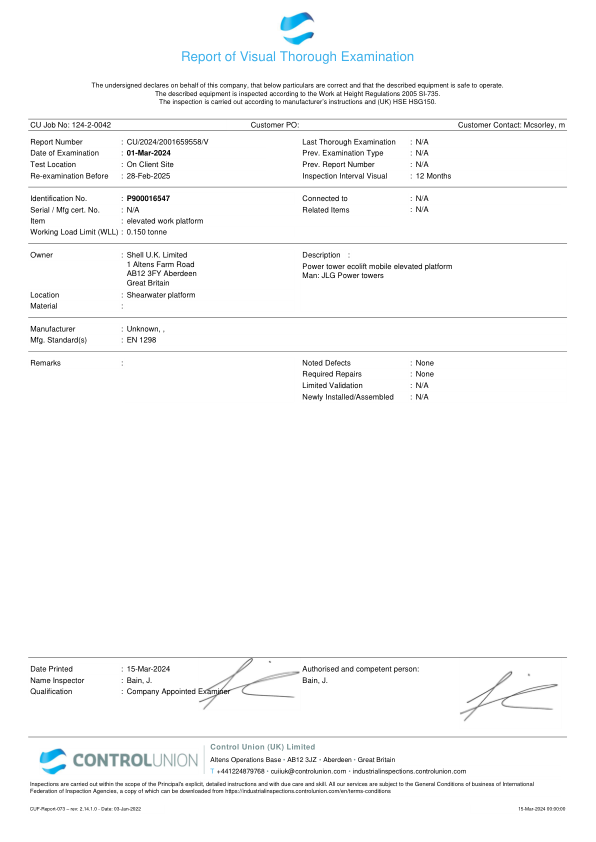 Report of Visual Thorough Examination
The undersigned declares on behalf of this company, that below particulars are correct and that the described equipment is safe to operate.
The described equipment is inspected according to the Work at Height Regulations 2005 SI-735.
The inspection is carried out according to manufacturer's instructions and (UK) HSE HSG150.
CU Job No: 124-2-0042 Customer PO: Customer Contact: Mcsorley, m
Report Number : CU/2024/2001659558/V Last Thorough Examination : N/A
Date of Examination : 01-Mar-2024 Prev. Examination Type : N/A
Test Location : On Client Site Prev. Report Number : N/A
Re-examination Before : 28-Feb-2025 Inspection Interval Visual : 12 Months
Identification No. : P900016547 Connected to : N/A
Serial / Mfg cert. No. : N/A Related Items : N/A
Item : elevated work platform
Working Load Limit (WLL) : 0.150 tonne
Owner : Shell U.K. Limited Description :
1 Altens Farm Road Power tower ecolift mobile elevated platform
AB12 3FY Aberdeen Man: JLG Power towers
Great Britain
Location : Shearwater platform
Material :
Manufacturer : Unknown, ,
Mfg. Standard(s) : EN 1298
Remarks : Noted Defects : None
Required Repairs : None
Limited Validation : N/A
Newly Installed/Assembled : N/A
Date Printed : 15-Mar-2024 Authorised and competent person:
Name Inspector : Bain, J. Bain, J.
Qualification : Company Appointed Examiner
CONTROLUNION
Control Union (UK) Limited
Altens Operations Base · AB12 3JZ · Aberdeen · Great Britain
T +441224879768 · cuiiuk@controlunion.com · industrialinspections.controlunion.com
Inspections are carried out within the scope of the Principal's explicit, detailed instructions and with due care and skill. All our services are subject to the General Conditions of business of International
Federation of Inspection Agencies, a copy of which can be downloaded from https://industrialinspections.controlunion.com/en/terms-conditions
CUF-Report-073 – rev: 2.14.1.0 - Date: 03-Jan-2022 15-Mar-2024 00:00:00